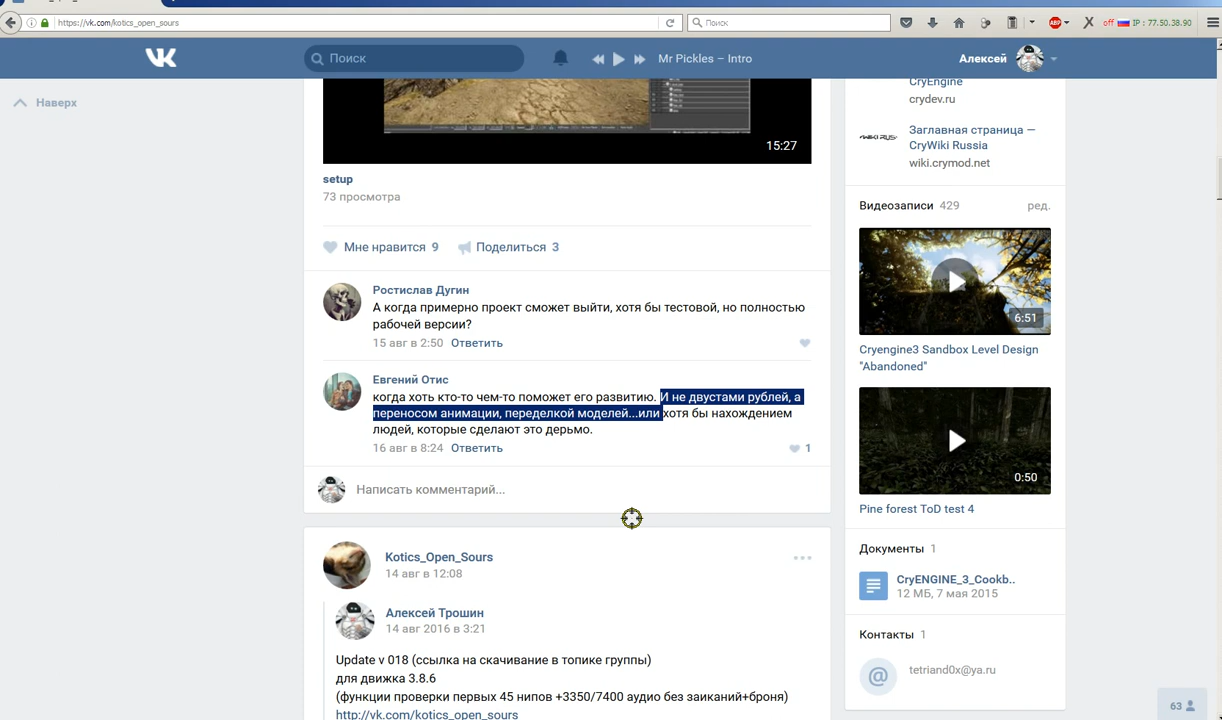 https://vk.com/kotics_open_sours
Поиск
ABP
off
IP : 77.50.38.90
Поиск
Mr Pickles – Intro
Алексей
Наверх
15:27
setup
73 просмотра
Мне нравится 9
Поделиться 3
Ростислав Дугин
А когда примерно проект сможет выйти, хотя бы тестовой, но полностью
рабочей версии?
15 авг в 2:50 Ответить
Евгений Отис
когда хоть кто-то чем-то поможет его развитию. И не двустами рублей, а
переносом анимации, переделкой моделей...или хотя бы нахождением
людей, которые сделают это дерьмо.
16 авг в 8:24 Ответить
1
Написать комментарий...
Kotics_Open_Sours
14 авг в 12:08
Алексей Трошин
14 авг 2016 в 3:21
Update v 018 (ссылка на скачивание в топике группы)
для движка 3.8.6
(функции проверки первых 45 нипов +3350/7400 аудио без заиканий+броня)
http://vk.com/kotics_open_sours
CryEngine
crydev.ru
Заглавная страница —
CryWiki Russia
wiki.crymod.net
Видеозаписи 429
ред.
6:51
Cryengine3 Sandbox Level Design
"Abandoned"
0:50
Pine forest ToD test 4
Документы 1
CryENGINE_3_Cookb..
12 МБ, 7 мая 2015
Контакты 1
@
tetriand0x@ya.ru
63